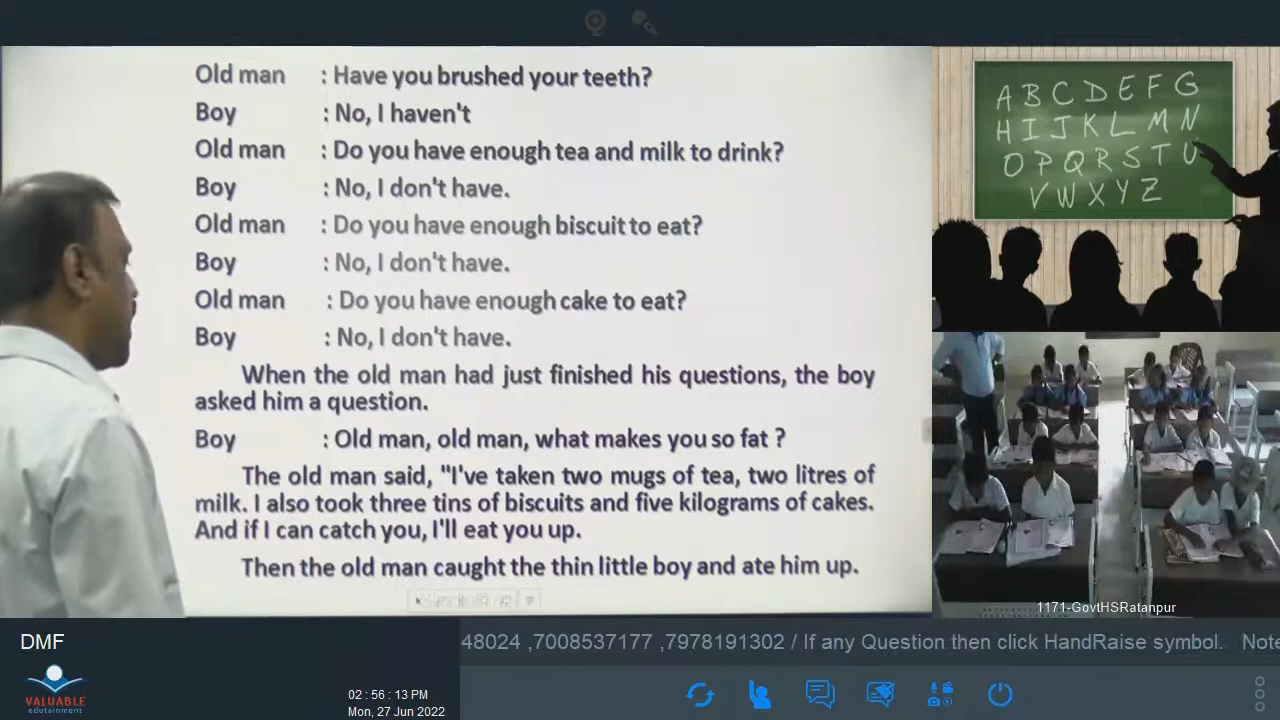 Old man : Have you brushed your teeth?
Boy : No, I haven't
Old man : Do you have enough tea and milk to drink?
Boy : No, I don't have.
Old man : Do you have enough biscuit to eat?
Boy : No, I don't have.
Old man : Do you have enough cake to eat?
Boy : No, I don't have.
When the old man had just finished his questions, the boy
asked him a question.
Boy : Old man, old man, what makes you so fat ?
The old man said, "I've taken two mugs of tea, two litres of
milk. I also took three tins of biscuits and five kilograms of cakes.
And if I can catch you, I'll eat you up.
Then the old man caught the thin little boy and ate him up.
A B C D E F G
H I J K L M N
O P Q R S T U
V W X Y Z
1171-GovtHSRatanpur
DMF
48024 ,7008537177 ,7978191302 / If any Question then click HandRaise symbol. Note
VALUABLE
edutainment
02 : 56 : 13 PM
Mon, 27 Jun 2022